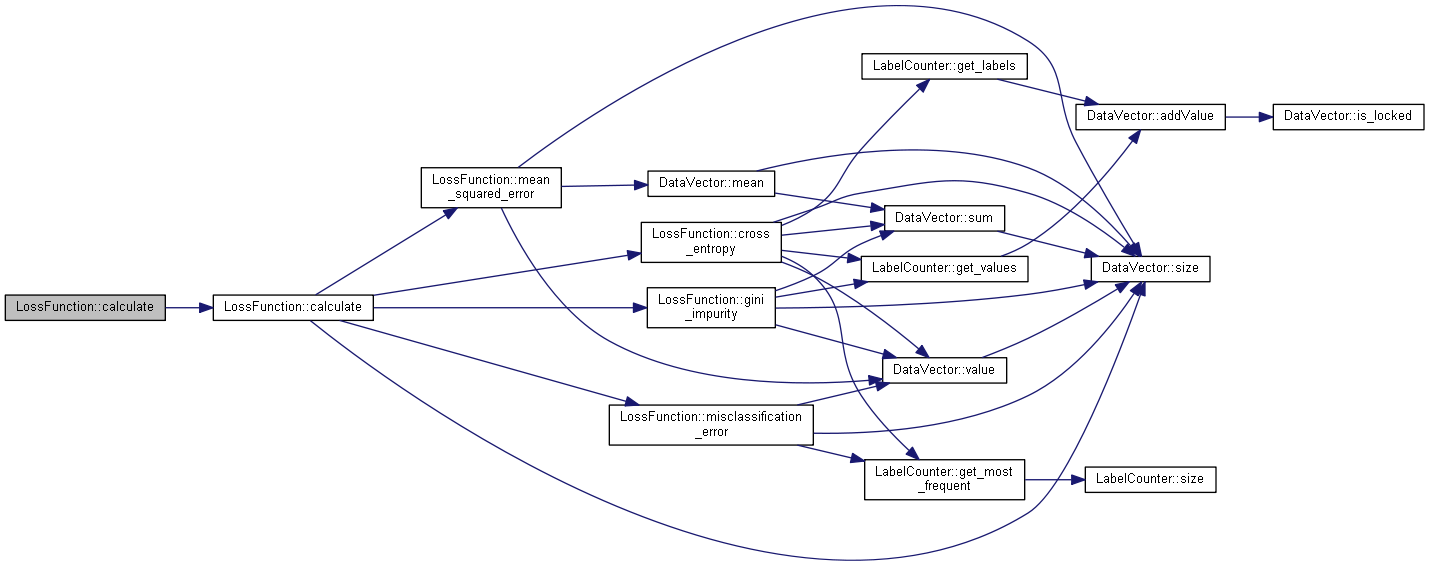 LossFunction::calculate
LossFunction::calculate
LossFunction::mean
_squared_error
LossFunction::cross
_entropy
LossFunction::gini
_impurity
LossFunction::misclassification
_error
DataVector::mean
LabelCounter::get_labels
DataVector::sum
LabelCounter::get_values
DataVector::value
LabelCounter::get_most
_frequent
DataVector::addValue
DataVector::size
LabelCounter::size
DataVector::is_locked